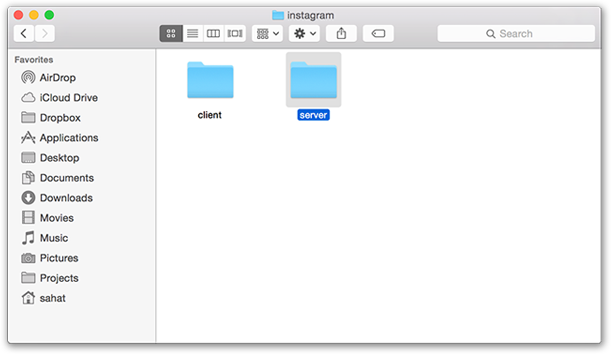 instagram
Search
Favorites
AirDrop
iCloud Drive
Dropbox
Applications
Desktop
Documents
Downloads
Movies
Music
Pictures
Projects
sahat
client
server